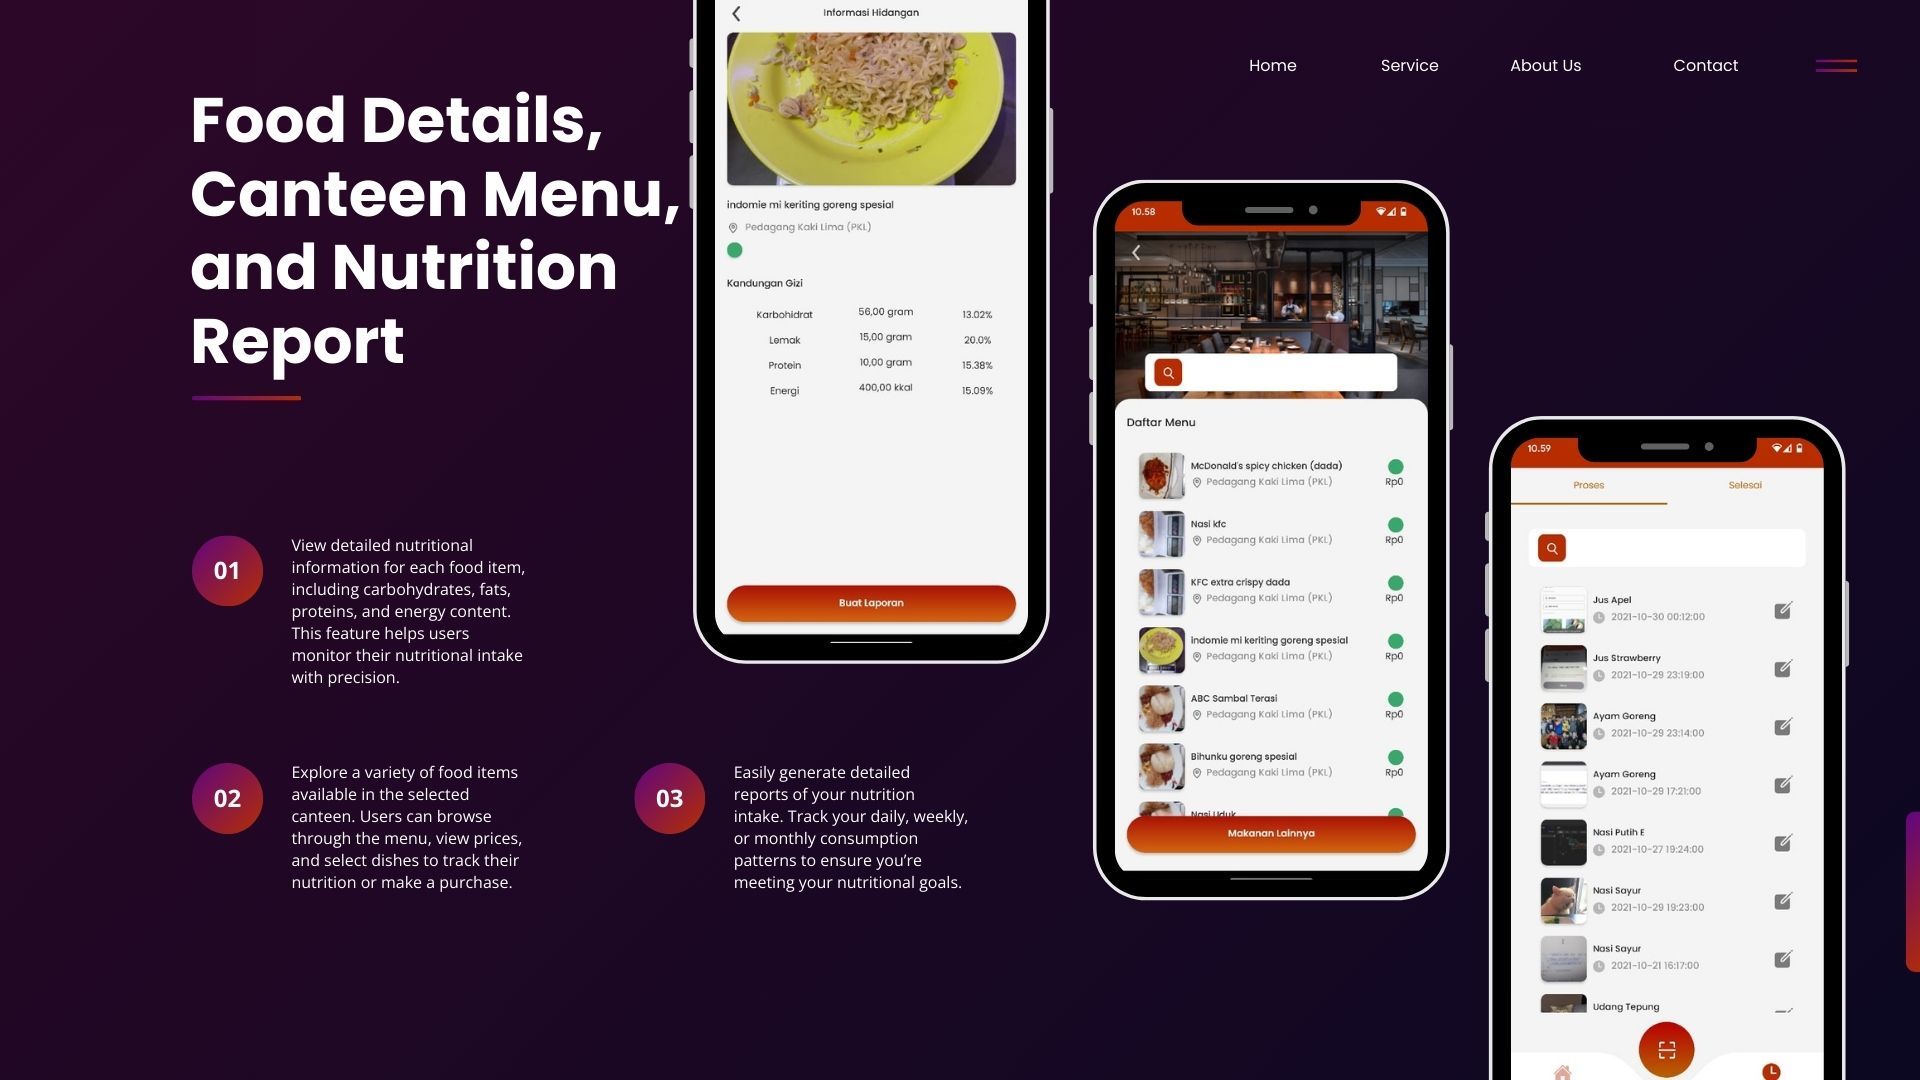 Home
Service
About Us
Contact
Food Details,
Canteen Menu,
and Nutrition
Report
01
View detailed nutritional
information for each food item,
including carbohydrates, fats,
proteins, and energy content.
This feature helps users
monitor their nutritional intake
with precision.
02
Explore a variety of food items
available in the selected
canteen. Users can browse
through the menu, view prices,
and select dishes to track their
nutrition or make a purchase.
03
Easily generate detailed
reports of your nutrition
intake. Track your daily, weekly,
or monthly consumption
patterns to ensure you’re
meeting your nutritional goals.
Informasi Hidangan
indomie mi keriting goreng spesial
Pedagang Kaki Lima (PKL)
Kandungan Gizi
Karbohidrat 56,00 gram 13.02%
Lemak 15,00 gram 20.0%
Protein 10,00 gram 15.38%
Energi 400,00 kkal 15.09%
Buat Laporan
10.58
Daftar Menu
McDonald's spicy chicken (dada)
Pedagang Kaki Lima (PKL) Rp0
Nasi kfc
Pedagang Kaki Lima (PKL) Rp0
KFC extra crispy dada
Pedagang Kaki Lima (PKL) Rp0
indomie mi keriting goreng spesial
Pedagang Kaki Lima (PKL) Rp0
ABC Sambal Terasi
Pedagang Kaki Lima (PKL) Rp0
Bihunku goreng spesial
Pedagang Kaki Lima (PKL) Rp0
Nasi Uduk
Makanan Lainnya
10.59
Proses Selesai
Jus Apel
2021-10-30 00:12:00
Jus Strawberry
2021-10-29 23:19:00
Ayam Goreng
2021-10-29 23:14:00
Ayam Goreng
2021-10-29 17:21:00
Nasi Putih E
2021-10-27 19:24:00
Nasi Sayur
2021-10-29 19:23:00
Nasi Sayur
2021-10-21 16:17:00
Udang Tepung